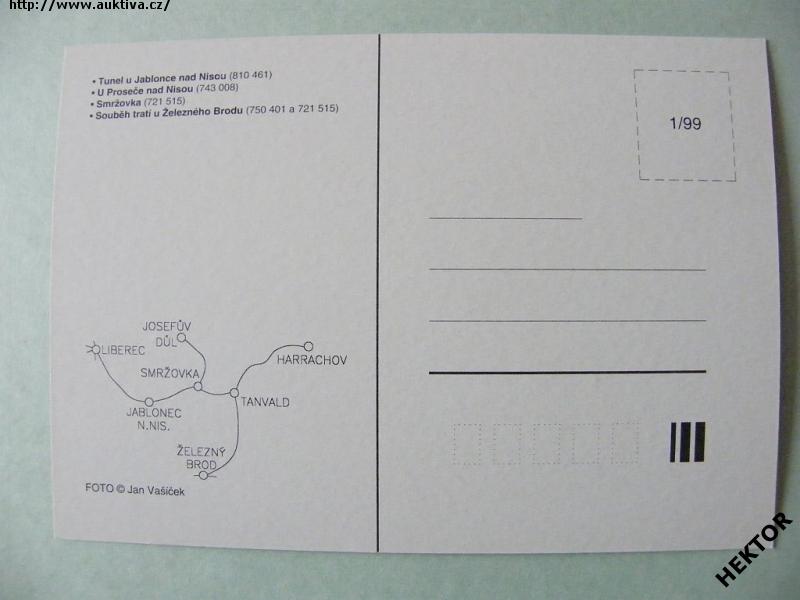 http://www.auktiva.cz/
• Tunel u Jablonce nad Nisou (810 461)
• U Proseče nad Nisou (743 008)
• Smržovka (721 515)
• Souběh tratí u Železného Brodu (750 401 a 721 515)
1/99
JOSEFŮV
DŮL
LIBEREC
HARRACHOV
SMRŽOVKA
TANVALD
JABLONEC
N.NIS.
ŽELEZNÝ
BROD
FOTO © Jan Vašíček
HEKTOR